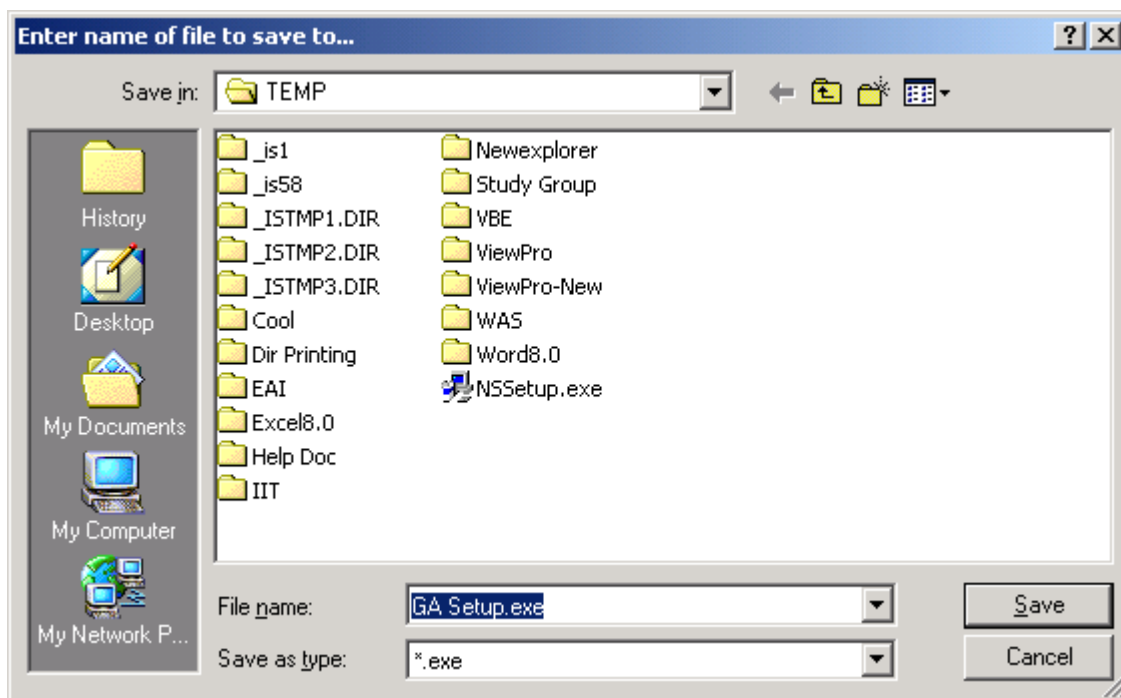 Enter name of file to save to...
Save in: TEMP
_is1
_is58
_ISTMP1.DIR
_ISTMP2.DIR
_ISTMP3.DIR
Cool
Dir Printing
EAI
Excel8.0
Help Doc
IIT
Newexplorer
Study Group
VBE
ViewPro
ViewPro-New
WAS
Word8.0
NSSetup.exe
History
Desktop
My Documents
My Computer
My Network P...
File name: GA Setup.exe
Save
Save as type: *.exe
Cancel